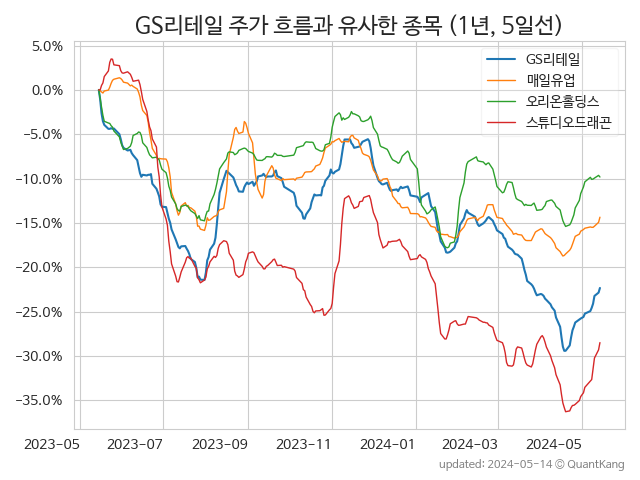 GS리테일 주가 흐름과 유사한 종목 (1년, 5일선)
5.0%
0.0%
−5.0%
−10.0%
−15.0%
−20.0%
−25.0%
−30.0%
−35.0%
GS리테일
매일유업
오리온홀딩스
스튜디오드래곤
2023-05 2023-07 2023-09 2023-11 2024-01 2024-03 2024-05
updated: 2024-05-14 © QuantKang